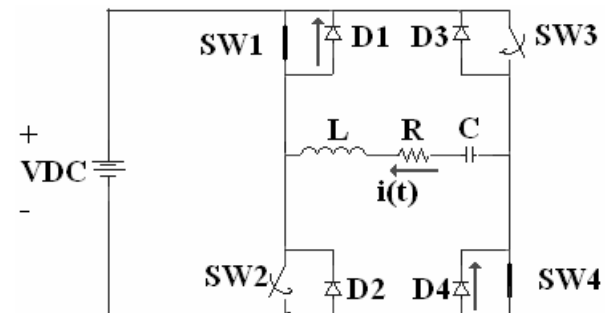 SW1 D1 D3 SW3
L R C
+
VDC
i(t)
-
SW2 D2 D4 SW4